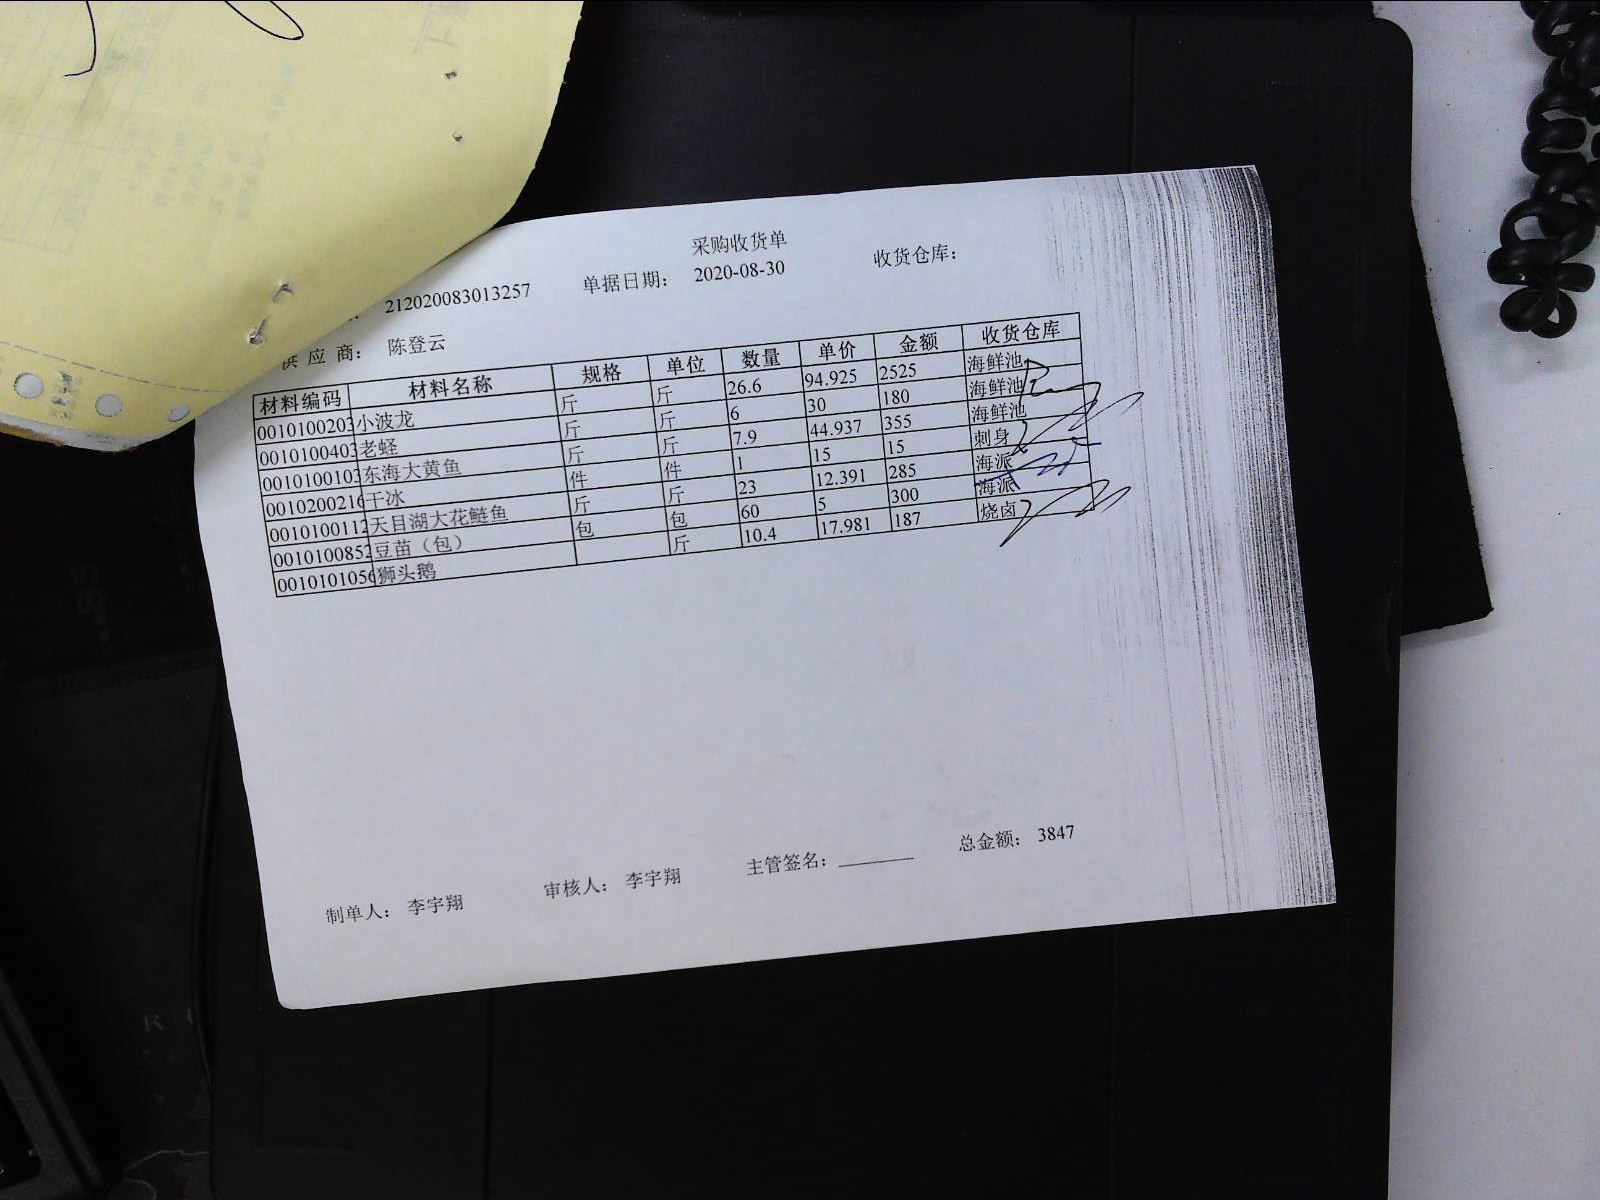 采购收货单
212020083013257 单据日期: 2020-08-30 收货仓库:
供应商: 陈登云
材料编码 材料名称 规格 单位 数量 单价 金额 收货仓库
0010100203 小波龙 斤 斤 26.6 94.925 2525 海鲜池
0010100403 老蛏 斤 斤 6 30 180 海鲜池
0010100103 东海大黄鱼 斤 斤 7.9 44.937 355 海鲜池
0010200216 干冰 件 件 1 15 15 刺身
0010100112 天目湖大花鲢鱼 斤 斤 23 12.391 285 海派
0010100852 豆苗（包） 包 包 60 5 300 海派
0010101056 狮头鹅 斤 10.4 17.981 187 烧卤
制单人: 李宇翔 审核人: 李宇翔 主管签名: 总金额: 3847